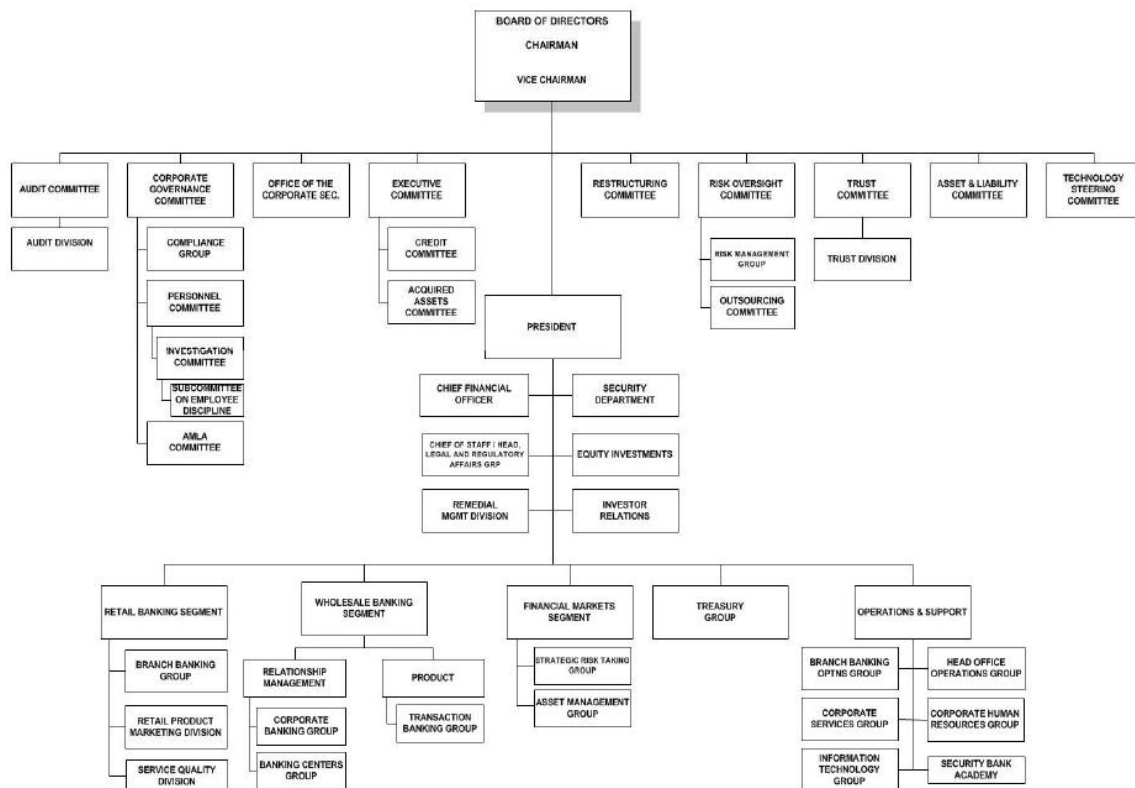 BOARD OF DIRECTORS
CHAIRMAN
VICE CHAIRMAN
AUDIT COMMITTEE
CORPORATE
GOVERNANCE
COMMITTEE
OFFICE OF THE
CORPORATE SEC.
EXECUTIVE
COMMITTEE
RESTRUCTURING
COMMITTEE
RISK OVERSIGHT
COMMITTEE
TRUST
COMMITTEE
ASSET & LIABILITY
COMMITTEE
TECHNOLOGY
STEERING
COMMITTEE
AUDIT DIVISION
COMPLIANCE
GROUP
PERSONNEL
COMMITTEE
INVESTIGATION
COMMITTEE
SUBCOMMITTEE
ON EMPLOYEE
DISCIPLINE
AMLA
COMMITTEE
CREDIT
COMMITTEE
ACQUIRED
ASSETS
COMMITTEE
RISK MANAGEMENT
GROUP
OUTSOURCING
COMMITTEE
TRUST DIVISION
PRESIDENT
CHIEF FINANCIAL
OFFICER
SECURITY
DEPARTMENT
CHIEF OF STAFF / HEAD,
LEGAL AND REGULATORY
AFFAIRS GRP
EQUITY INVESTMENTS
REMEDIAL
MGMT DIVISION
INVESTOR
RELATIONS
RETAIL BANKING SEGMENT
BRANCH BANKING
GROUP
RETAIL PRODUCT
MARKETING DIVISION
SERVICE QUALITY
DIVISION
WHOLESALE BANKING
SEGMENT
RELATIONSHIP
MANAGEMENT
CORPORATE
BANKING GROUP
BANKING CENTERS
GROUP
PRODUCT
TRANSACTION
BANKING GROUP
FINANCIAL MARKETS
SEGMENT
STRATEGIC RISK TAKING
GROUP
ASSET MANAGEMENT
GROUP
TREASURY
GROUP
OPERATIONS & SUPPORT
BRANCH BANKING
OPTNS GROUP
HEAD OFFICE
OPERATIONS GROUP
CORPORATE
SERVICES GROUP
CORPORATE HUMAN
RESOURCES GROUP
INFORMATION
TECHNOLOGY
GROUP
SECURITY BANK
ACADEMY